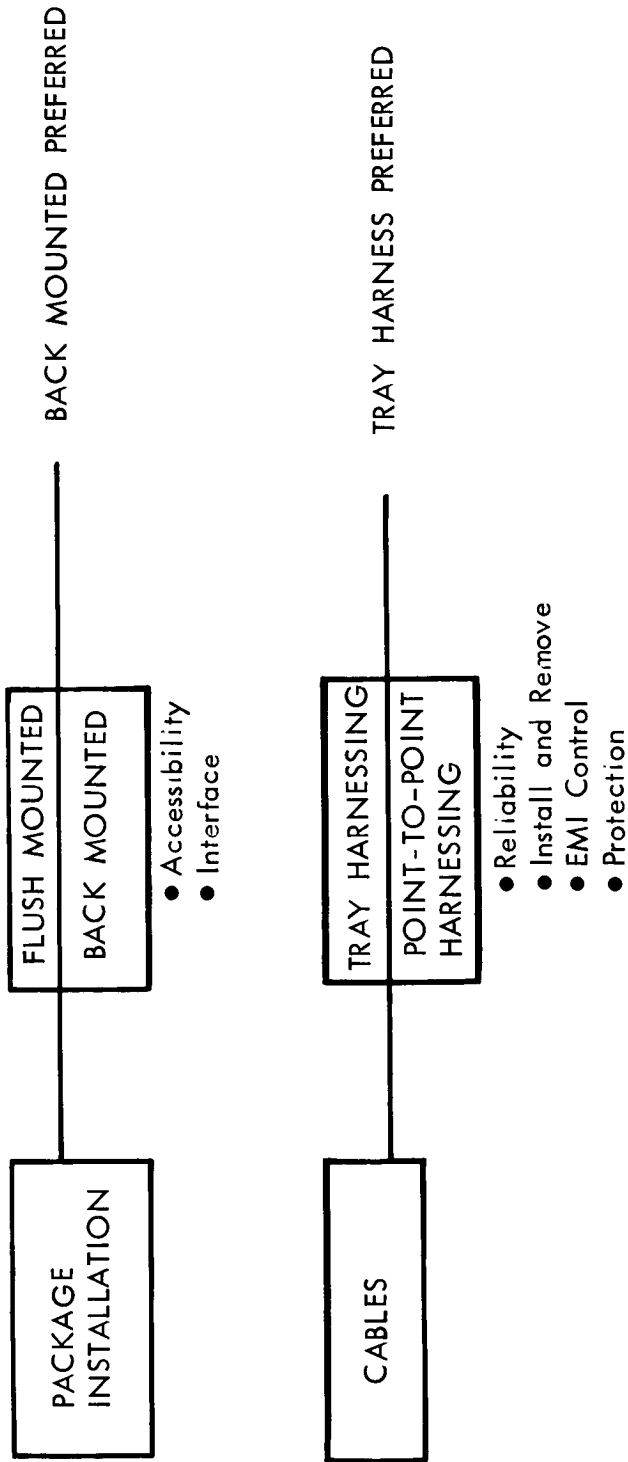 PACKAGE
INSTALLATION
FLUSH MOUNTED
BACK MOUNTED
● Accessibility
● Interface
BACK MOUNTED PREFERRED
CABLES
TRAY HARNESSING
POINT-TO-POINT
HARNESSING
● Reliability
● Install and Remove
● EMI Control
● Protection
TRAY HARNESS PREFERRED